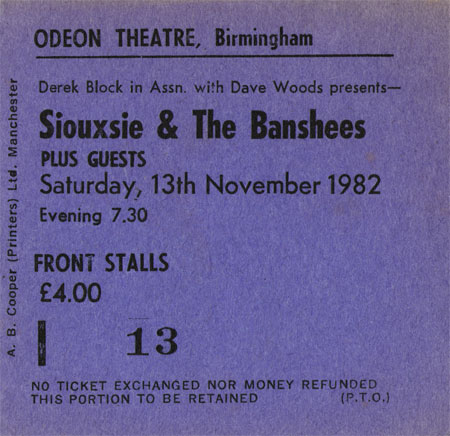 ODEON THEATRE, Birmingham
Derek Block in Assn. with Dave Woods presents—
Siouxsie & The Banshees
PLUS GUESTS
Saturday, 13th November 1982
Evening 7.30
FRONT STALLS
£4.00
13
NO TICKET EXCHANGED NOR MONEY REFUNDED
THIS PORTION TO BE RETAINED (P.T.O.)
A. B. Cooper (Printers) Ltd. Manchester